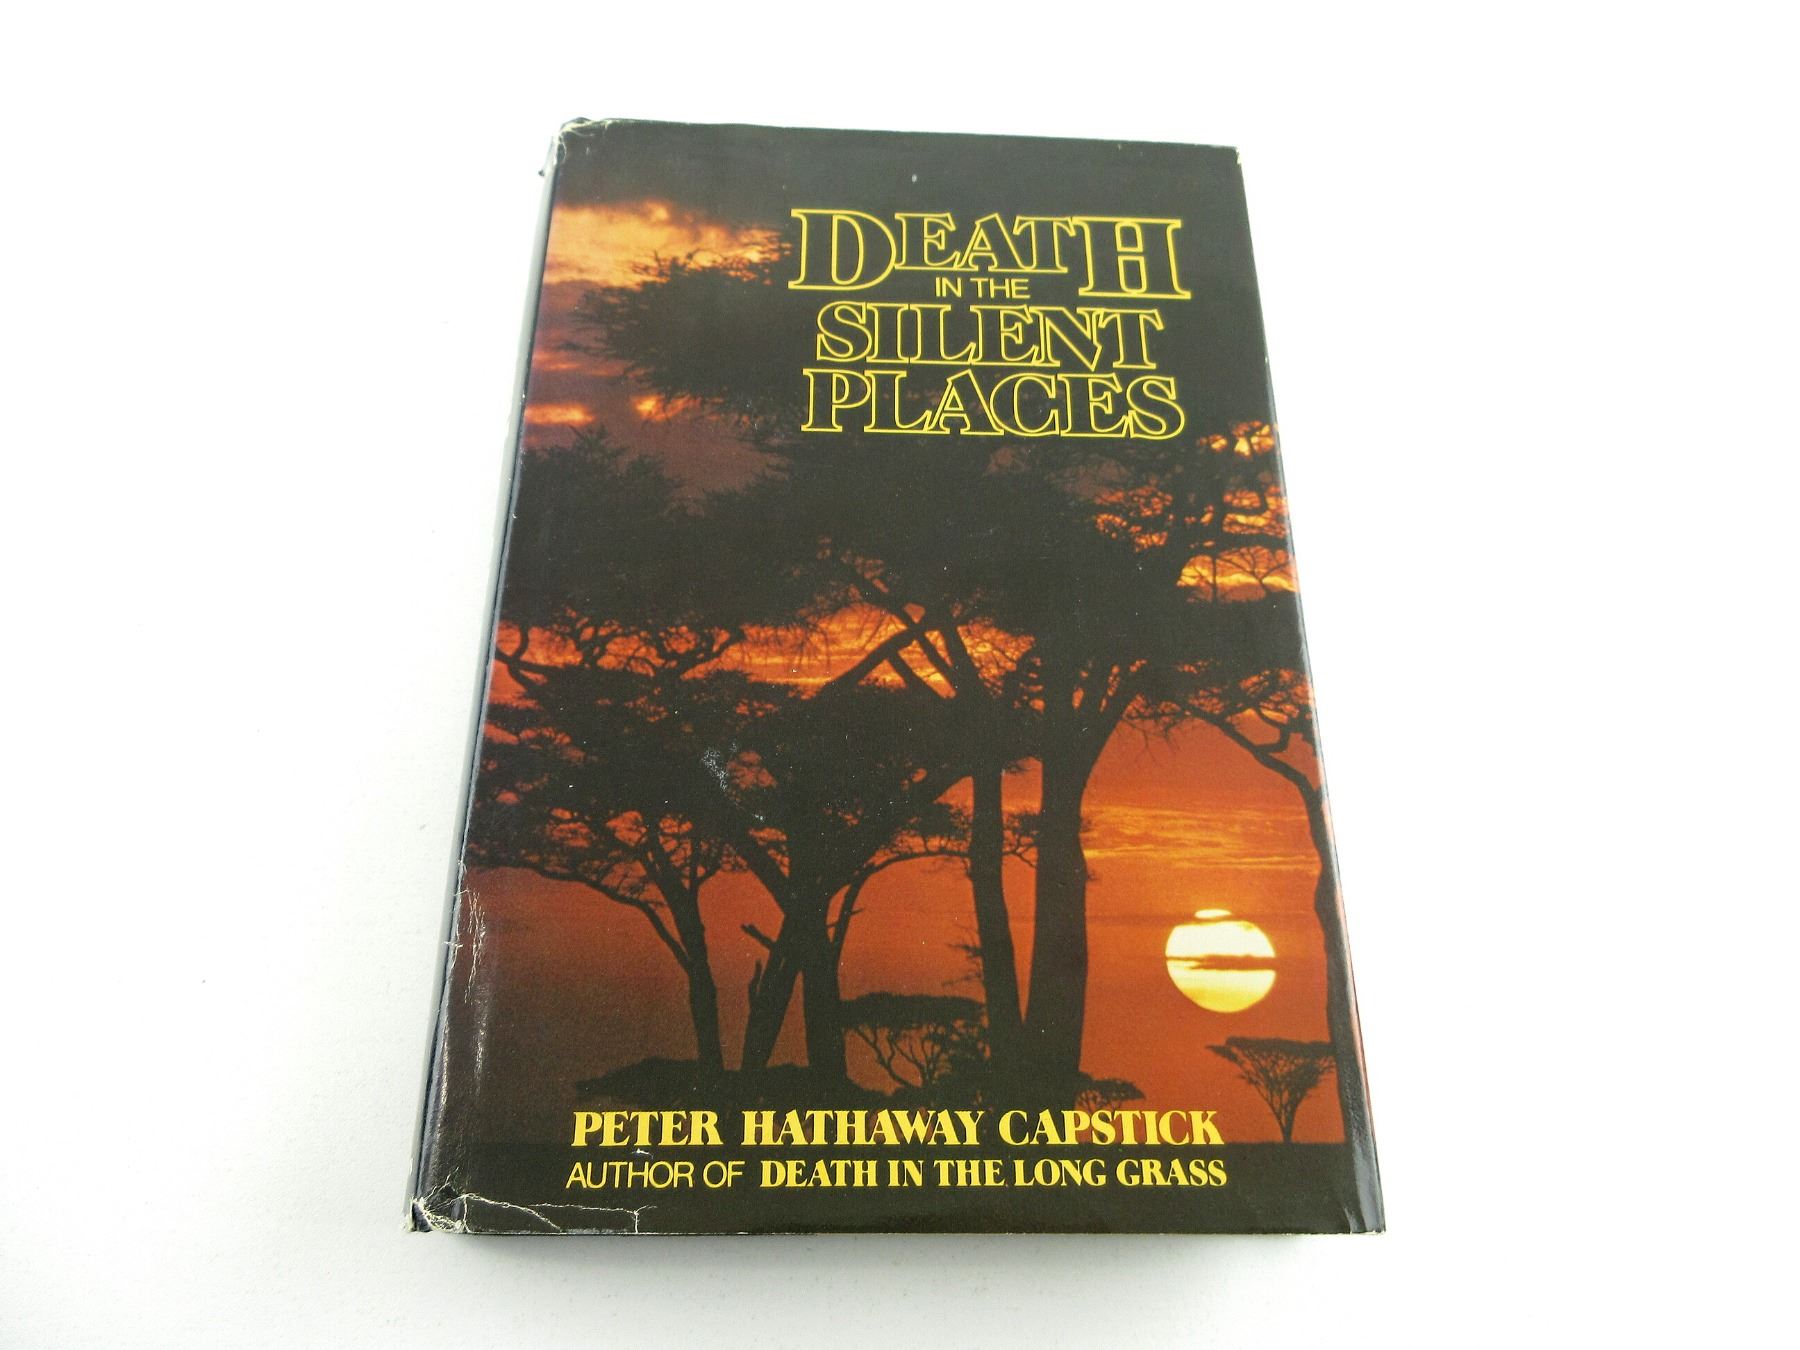 DEATH
IN THE
SILENT
PLACES
PETER HATHAWAY CAPSTICK
AUTHOR OF DEATH IN THE LONG GRASS